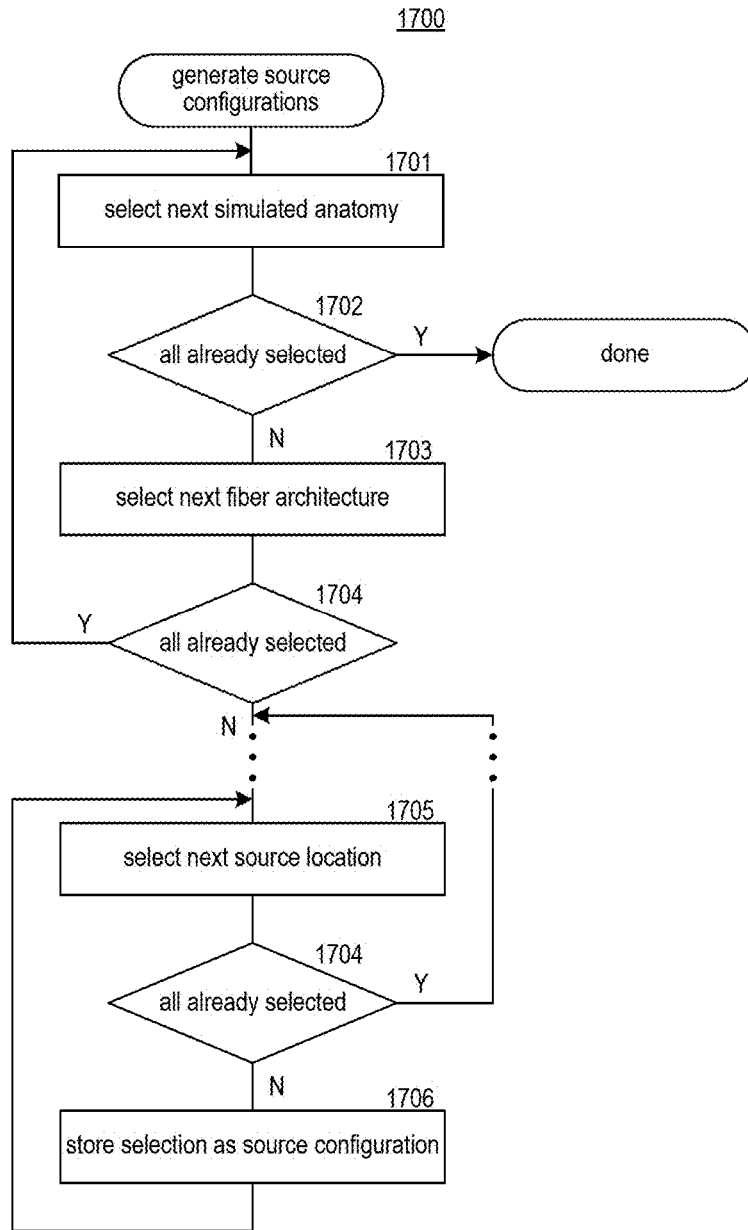 1700
generate source
configurations
1701
select next simulated anatomy
1702
all already selected
Y
done
N
1703
select next fiber architecture
1704
Y
all already selected
N
1705
select next source location
1704
all already selected
Y
N
1706
store selection as source configuration